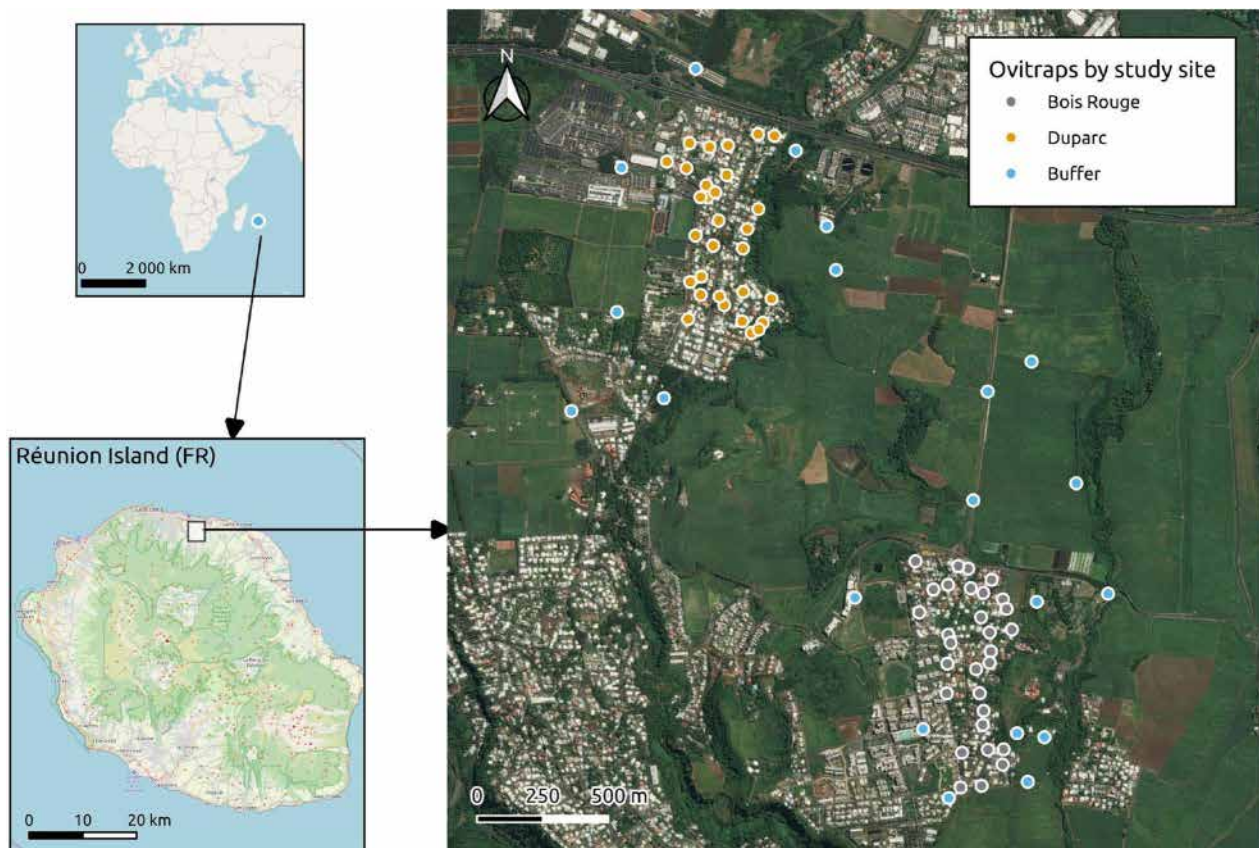 0
2 000 km
Réunion Island (FR)
0 10 20 km
N
Ovitraps by study site
Bois Rouge
Duparc
Buffer
0 250 500 m